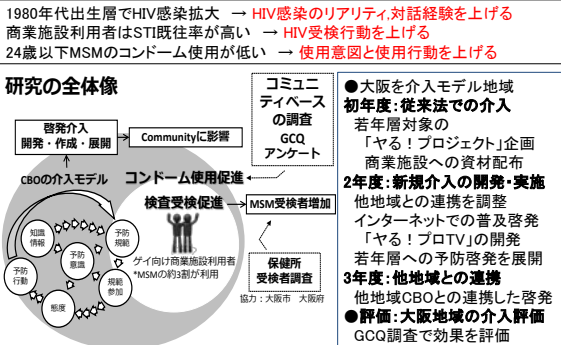 1980年代出生層でHIV感染拡大 → HIV感染のリアリティ,対話経験を上げる
商業施設利用者はSTI既往率が高い → HIV受検行動を上げる
24歳以下MSMのコンドーム使用が低い → 使用意図と使用行動を上げる
研究の全体像
コミュニ
ティベース
の調査
GCQ
アンケート
啓発介入
開発・作成・展開
Communityに影響
CBOの介入モデル
コンドーム使用促進
検査受検促進
MSM受検者増加
知識
情報
予防
規範
予防
意識
予防
行動
規範
参加
態度
ゲイ向け商業施設利用者
*MSMの約3割が利用
保健所
受検者調査
協力：大阪市 大阪府
●大阪を介入モデル地域
初年度：従来法での介入
若年層対象の
「ヤる！プロジェクト」企画
商業施設への資材配布
2年度：新規介入の開発・実施
他地域との連携を調整
インターネットでの普及啓発
「ヤる！プロTV」の開発
若年層への予防啓発を展開
3年度：他地域との連携
他地域CBOとの連携した啓発
●評価：大阪地域の介入評価
GCQ調査で効果を評価